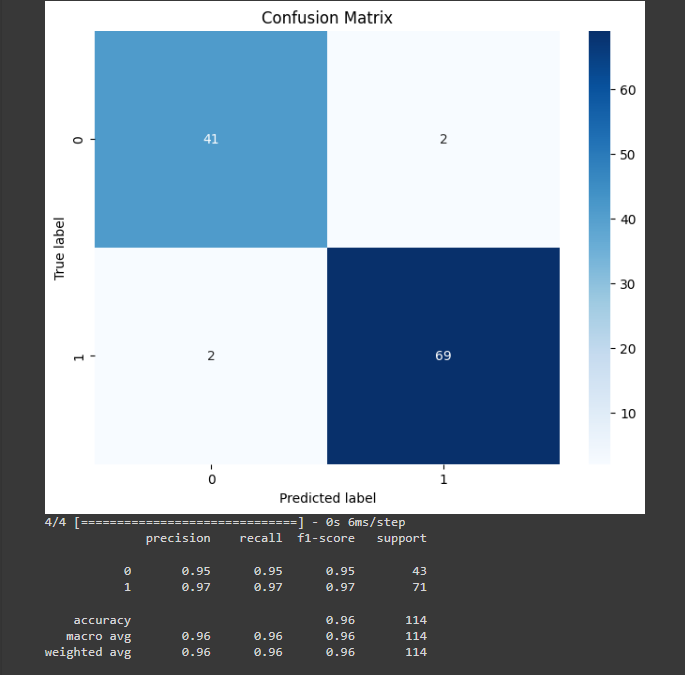 Confusion Matrix
0
41
2
1
2
69
0
1
True label
Predicted label
60
50
40
30
20
10
4/4 [==============================] - 0s 6ms/step
precision recall f1-score support
0 0.95 0.95 0.95 43
1 0.97 0.97 0.97 71
accuracy 0.96 114
macro avg 0.96 0.96 0.96 114
weighted avg 0.96 0.96 0.96 114